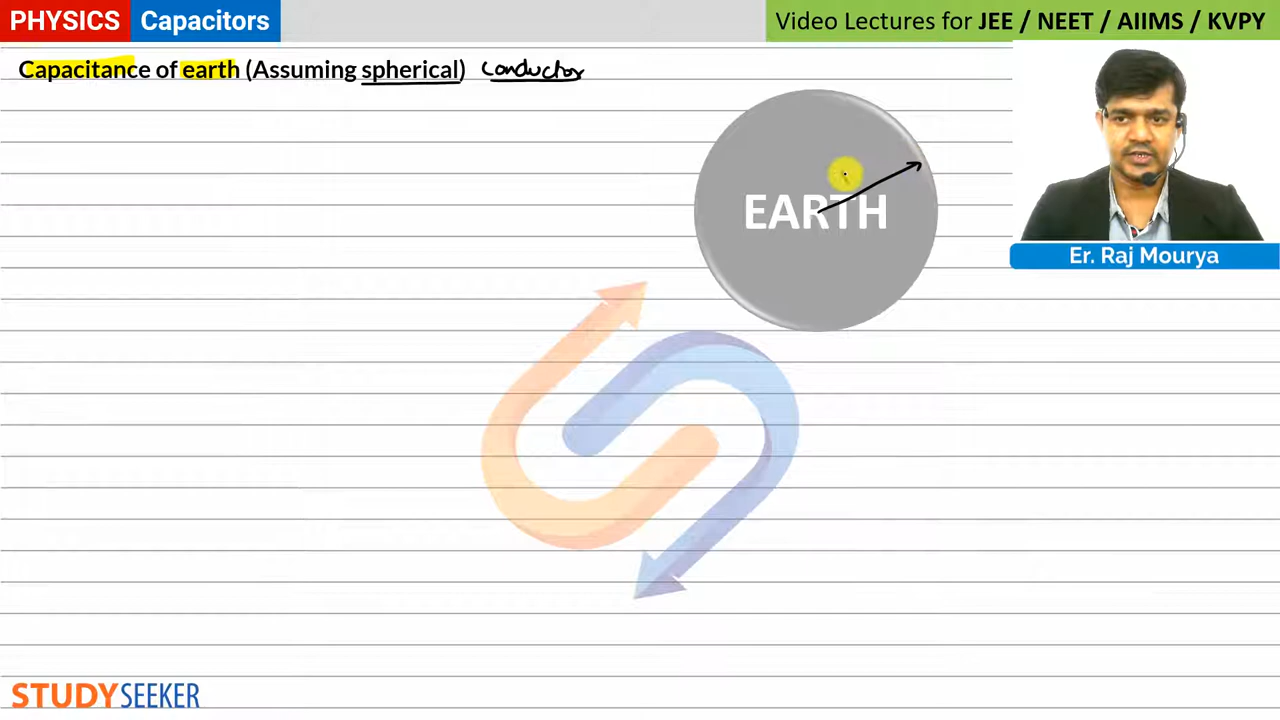 PHYSICS Capacitors
Video Lectures for JEE / NEET / AIIMS / KVPY
Capacitance of earth (Assuming spherical) conductor
EARTH
Er. Raj Mourya
STUDYSEEKER